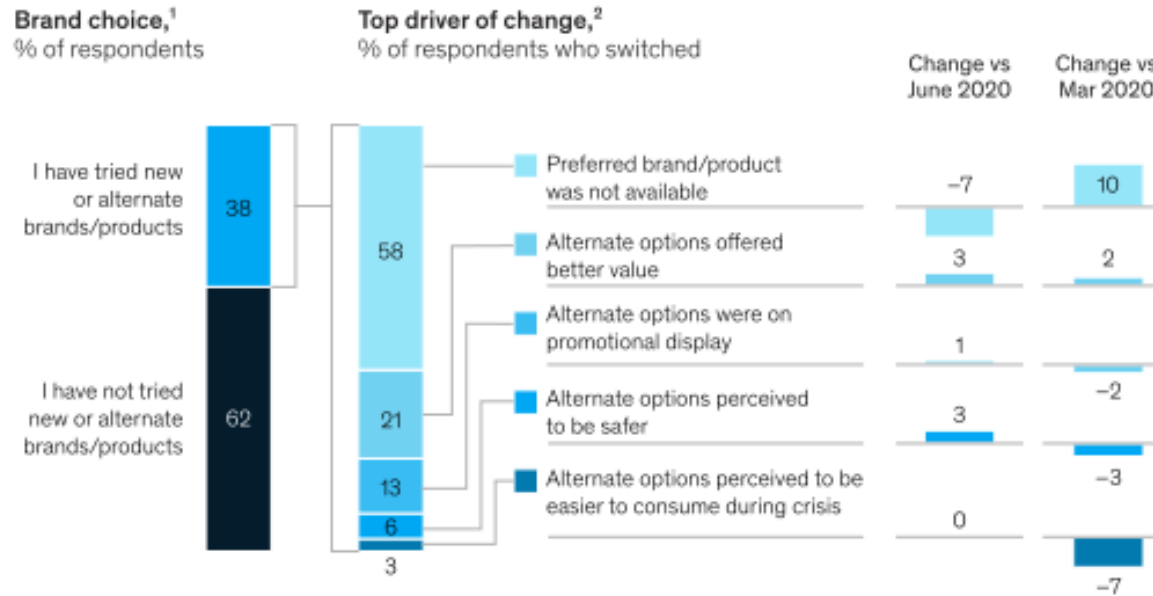 Brand choice,¹
% of respondents
Top driver of change,²
% of respondents who switched
Change vs
June 2020
Change vs
Mar 2020
I have tried new
or alternate
brands/products
38
I have not tried
new or alternate
brands/products
62
58
21
13
6
3
Preferred brand/product
was not available
−7
10
Alternate options offered
better value
3
2
Alternate options were on
promotional display
1
−2
Alternate options perceived
to be safer
3
−3
Alternate options perceived to be
easier to consume during crisis
0
−7